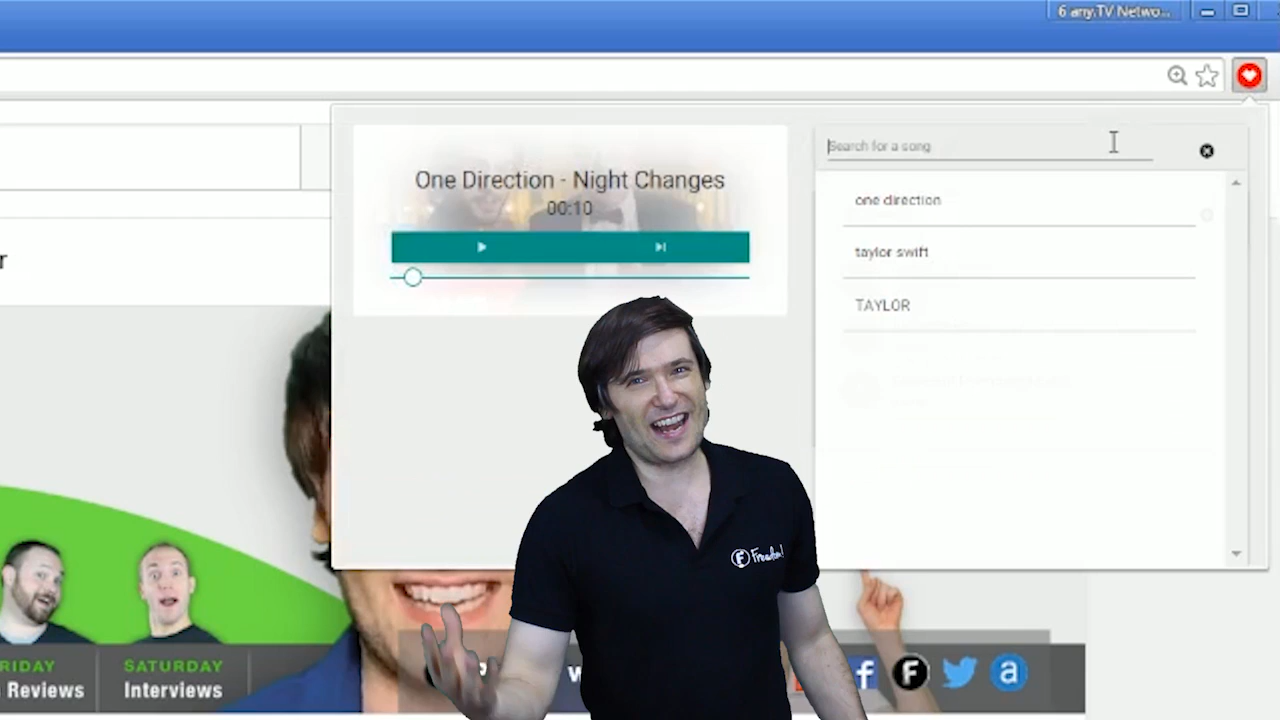 6 any.TV Netwo...
Search for a song
One Direction - Night Changes
00:10
one direction
taylor swift
TAYLOR
r
Freedom!
RIDAY
SATURDAY
Reviews
Interviews